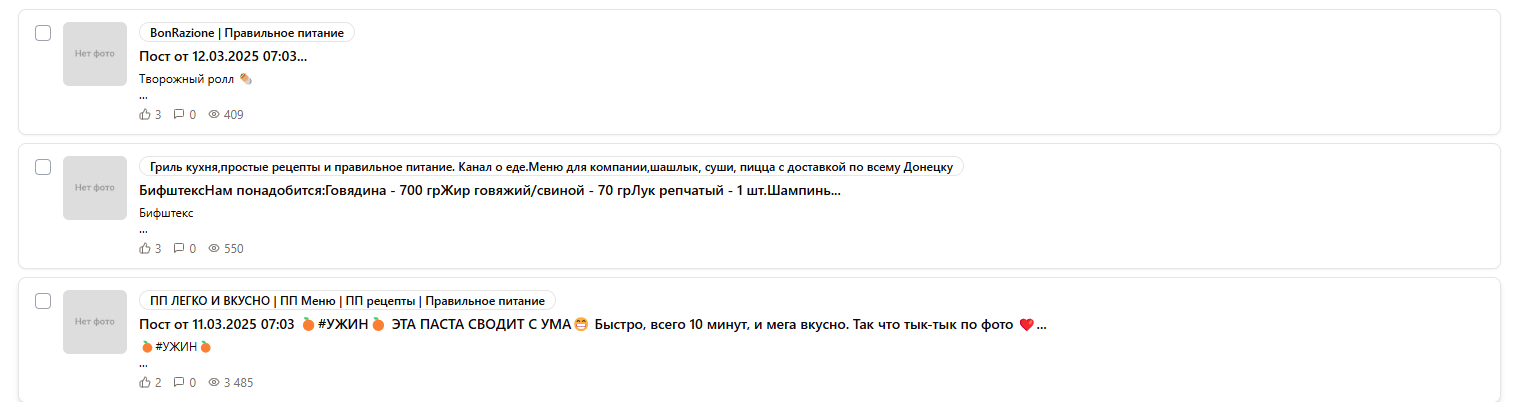 BonRazione | Правильное питание
Нет фото
Пост от 12.03.2025 07:03...
Творожный ролл 🌯
...
3 0 409
Гриль кухня,простые рецепты и правильное питание. Канал о еде.Меню для компании,шашлык, суши, пицца с доставкой по всему Донецку
Нет фото
БифштексНам понадобится:Говядина - 700 грЖир говяжий/свиной - 70 грЛук репчатый - 1 шт.Шампинь...
Бифштекс
...
3 0 550
ПП ЛЕГКО И ВКУСНО | ПП Меню | ПП рецепты | Правильное питание
Нет фото
Пост от 11.03.2025 07:03 🍊#УЖИН🍊 ЭТА ПАСТА СВОДИТ С УМА😁 Быстро, всего 10 минут, и мега вкусно. Так что тык-тык по фото ❤️...
🍊#УЖИН🍊
...
2 0 3 485